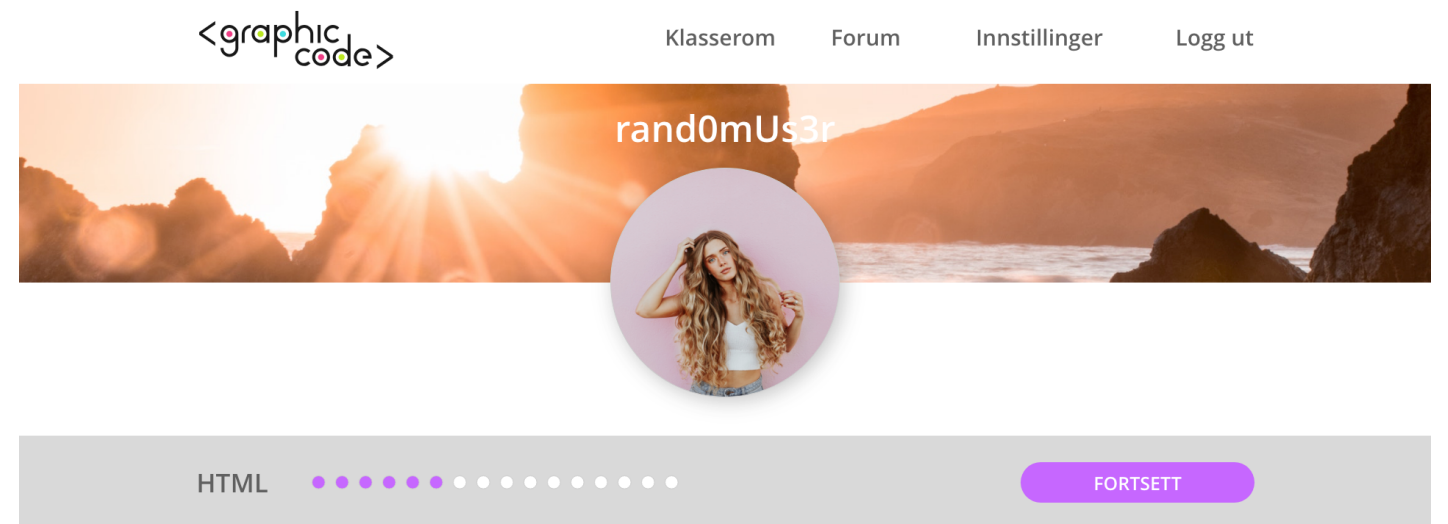 <graphic
code>
Klasserom Forum Innstillinger Logg ut
rand0mUs3r
HTML FORTSETT